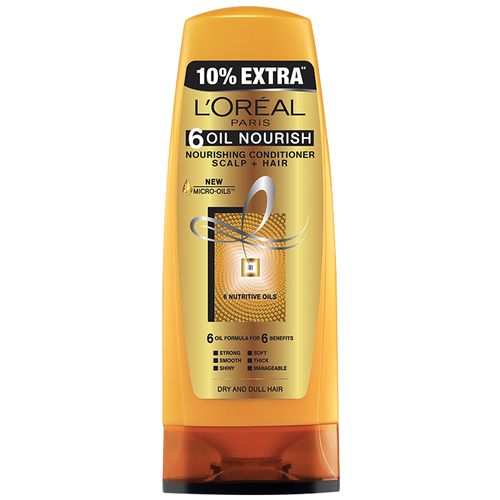 10% EXTRA**
L'ORÉAL
PARIS
6 OIL NOURISH
NOURISHING CONDITIONER
SCALP + HAIR
NEW
MICRO-OILS™
6 NUTRITIVE OILS
6 OIL FORMULA FOR 6 BENEFITS
STRONG SOFT
SMOOTH THICK
SHINY MANAGEABLE
DRY AND DULL HAIR